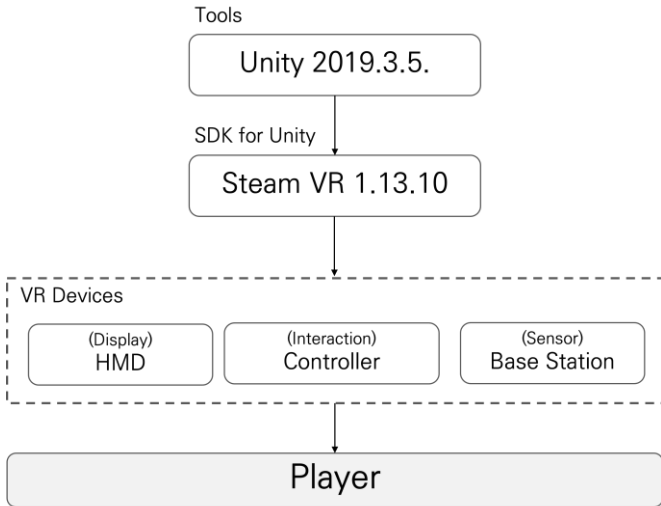 Tools
Unity 2019.3.5.
SDK for Unity
Steam VR 1.13.10
VR Devices
(Display)
HMD
(Interaction)
Controller
(Sensor)
Base Station
Player